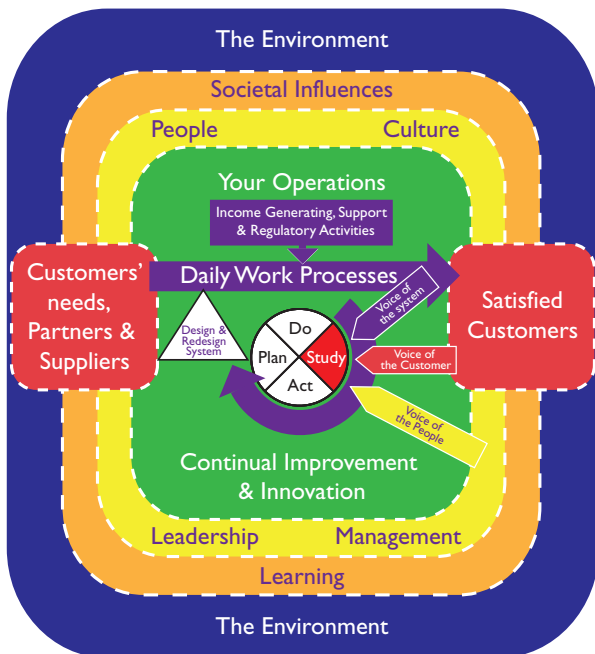 The Environment
Societal Influences
People
Culture
Your Operations
Income Generating, Support
& Regulatory Activities
Customers’
needs,
Partners &
Suppliers
Daily Work Processes
Design &
Redesign
System
Do
Plan
Study
Act
Voice of
the system
Voice of
the Customer
Voice of
the People
Satisfied
Customers
Continual Improvement
& Innovation
Leadership
Management
Learning
The Environment